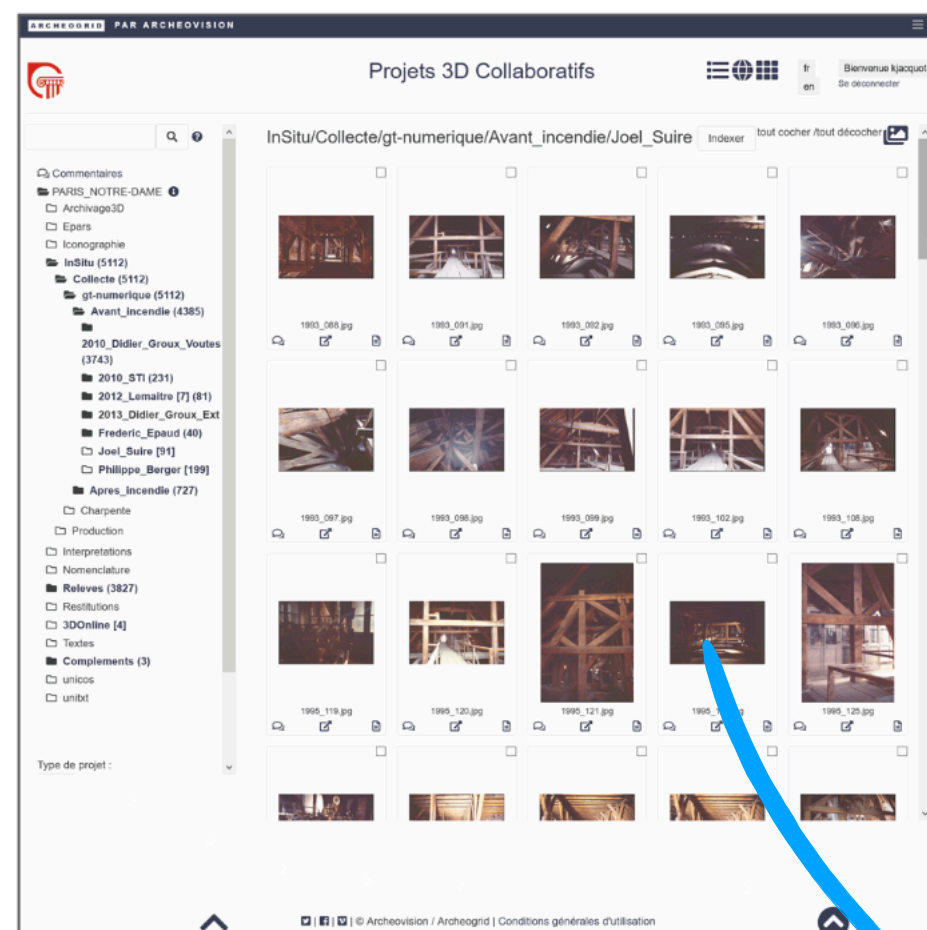 ARCHEOGRID PAR ARCHEOVISION
Projets 3D Collaboratifs
fr
en
Bienvenue kjacquot
Se déconnecter
InSitu/Collecte/gt-numerique/Avant_incendie/Joel_Suire
Indexer
tout cocher /tout décocher
Commentaires
PARIS_NOTRE-DAME
Archivage3D
Epars
Iconographie
InSitu (5112)
Collecte (5112)
gt-numerique (5112)
Avant_incendie (4385)
2010_Didier_Groux_Voutes
(3743)
2010_STI (231)
2012_Lemaitre [7] (81)
2013_Didier_Groux_Ext
Frederic_Epaud (40)
Joel_Suire [91]
Philippe_Berger [199]
Apres_incendie (727)
Charpente
Production
Interpretations
Nomenclature
Releves (3827)
Restitutions
3DOnline [4]
Textes
Complements (3)
unicos
unitxt
Type de projet :
1993_088.jpg
1993_091.jpg
1993_092.jpg
1993_095.jpg
1993_096.jpg
1993_097.jpg
1993_098.jpg
1993_099.jpg
1993_102.jpg
1993_108.jpg
1995_119.jpg
1995_120.jpg
1995_121.jpg
1995_125.jpg
| | | © Archeovision / Archeogrid | Conditions générales d'utilisation